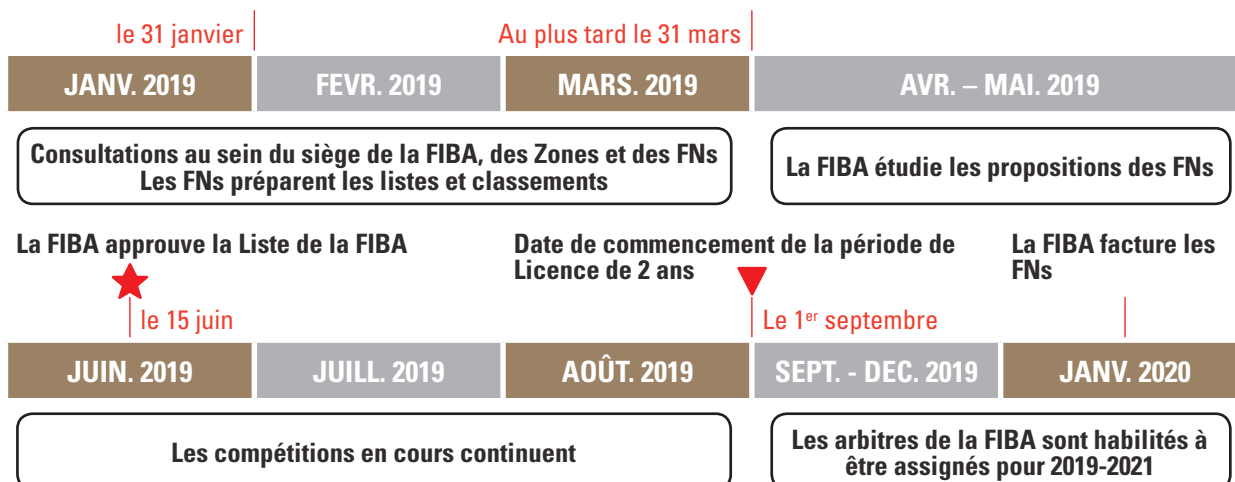 le 31 janvier
Au plus tard le 31 mars
JANV. 2019
FEVR. 2019
MARS. 2019
AVR. – MAI. 2019
Consultations au sein du siège de la FIBA, des Zones et des FNs
Les FNs préparent les listes et classements
La FIBA étudie les propositions des FNs
La FIBA approuve la Liste de la FIBA
Date de commencement de la période de
Licence de 2 ans
La FIBA facture les
FNs
le 15 juin
Le 1er septembre
JUIN. 2019
JUILL. 2019
AOÛT. 2019
SEPT. - DEC. 2019
JANV. 2020
Les compétitions en cours continuent
Les arbitres de la FIBA sont habilités à
être assignés pour 2019-2021